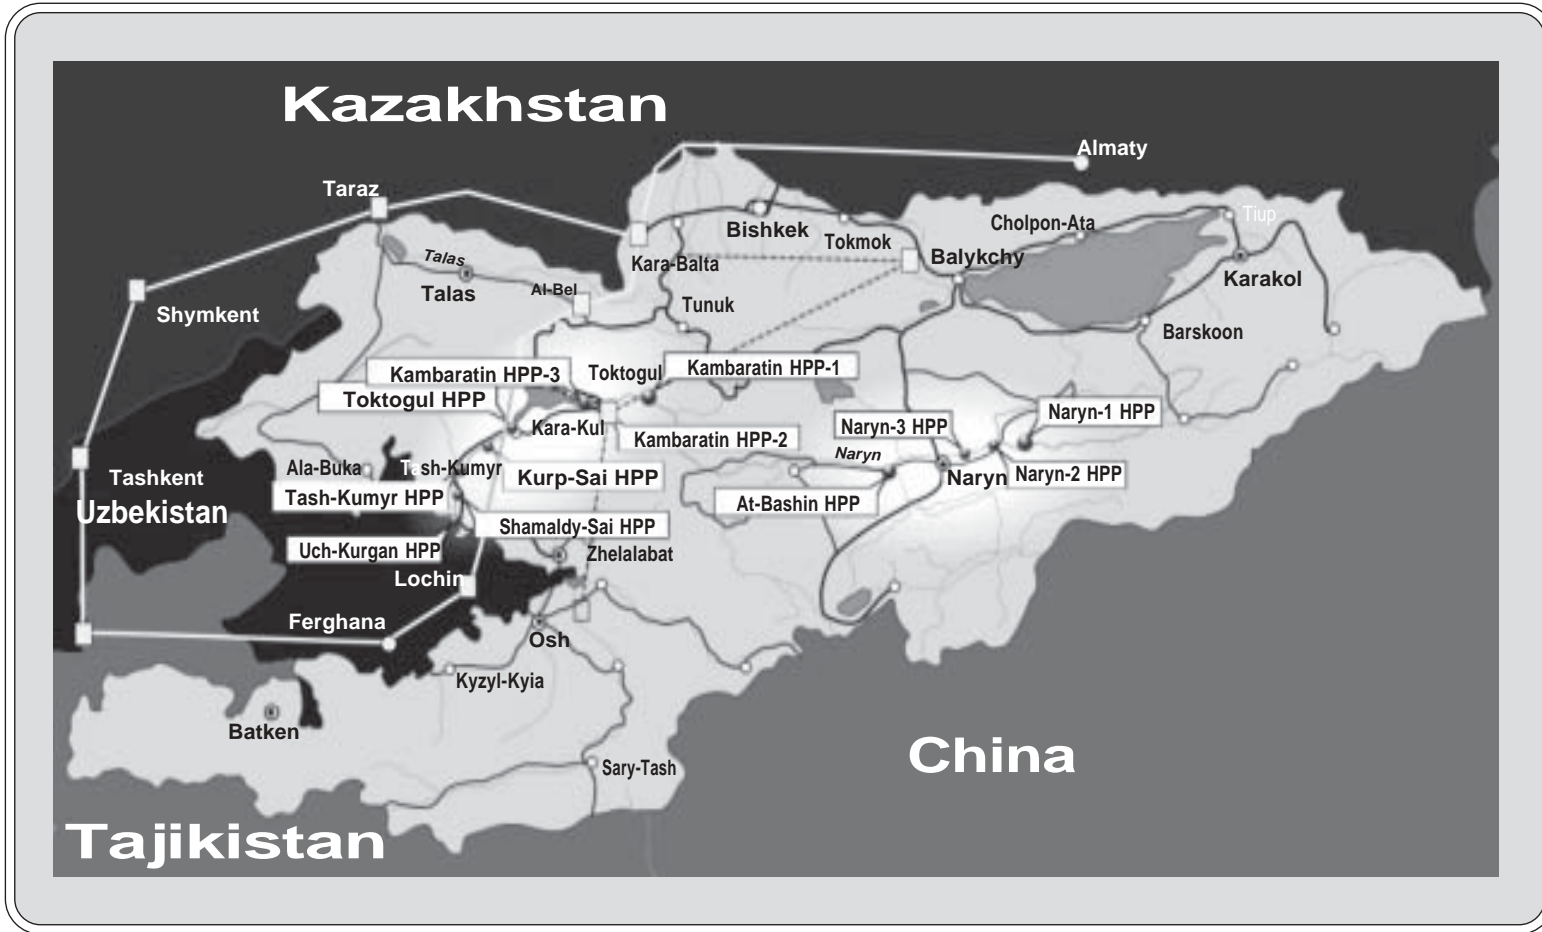 Kazakhstan
Almaty
Taraz
Tiup
Cholpon-Ata
Bishkek
Tokmok
Talas
Balykchy
Kara-Balta
Karakol
Talas
Al-Bel
Tunuk
Shymkent
Barskoon
Kambaratin HPP-3
Toktogul
Kambaratin HPP-1
Toktogul HPP
Naryn-1 HPP
Kara-Kul
Naryn-3 HPP
Kambaratin HPP-2
Naryn
Ala-Buka
Tash-Kumyr
Tashkent
Kurp-Sai HPP
Naryn
Naryn-2 HPP
Tash-Kumyr HPP
At-Bashin HPP
Uzbekistan
Shamaldy-Sai HPP
Uch-Kurgan HPP
Zhelalabat
Lochin
Ferghana
Osh
Kyzyl-Kyia
Batken
China
Sary-Tash
Tajikistan